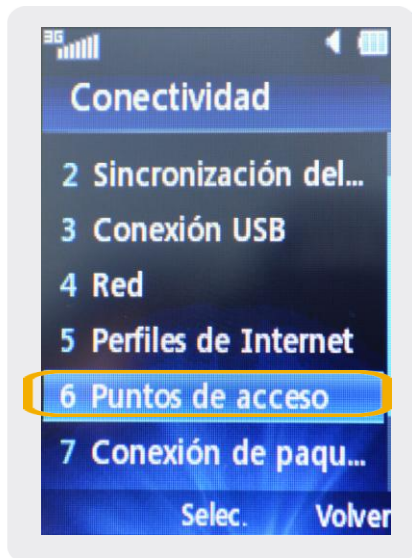 3G
Conectividad
2 Sincronización del...
3 Conexión USB
4 Red
5 Perfiles de Internet
6 Puntos de acceso
7 Conexión de paqu...
Selec. Volver